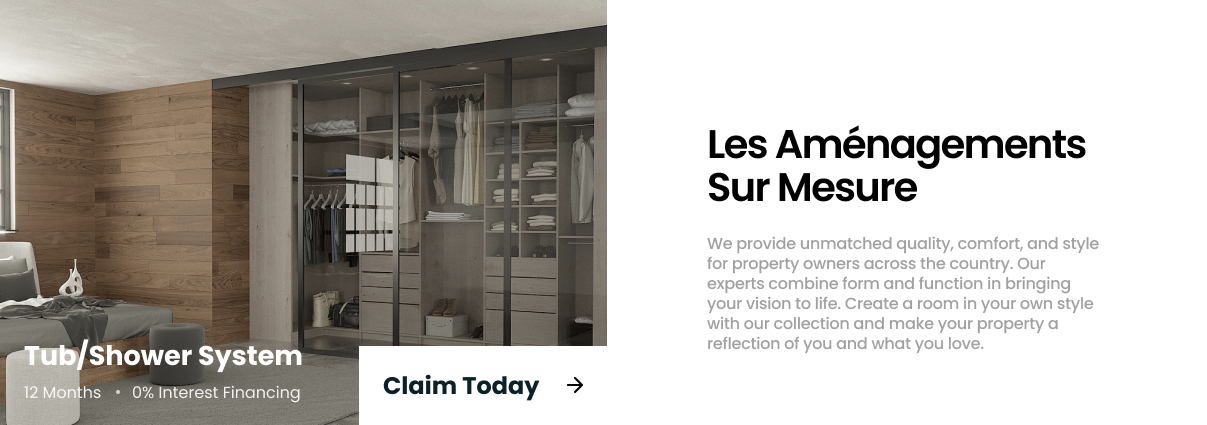 Tub/Shower System
12 Months • 0% Interest Financing
Claim Today
Les Aménagements
Sur Mesure
We provide unmatched quality, comfort, and style
for property owners across the country. Our
experts combine form and function in bringing
your vision to life. Create a room in your own style
with our collection and make your property a
reflection of you and what you love.